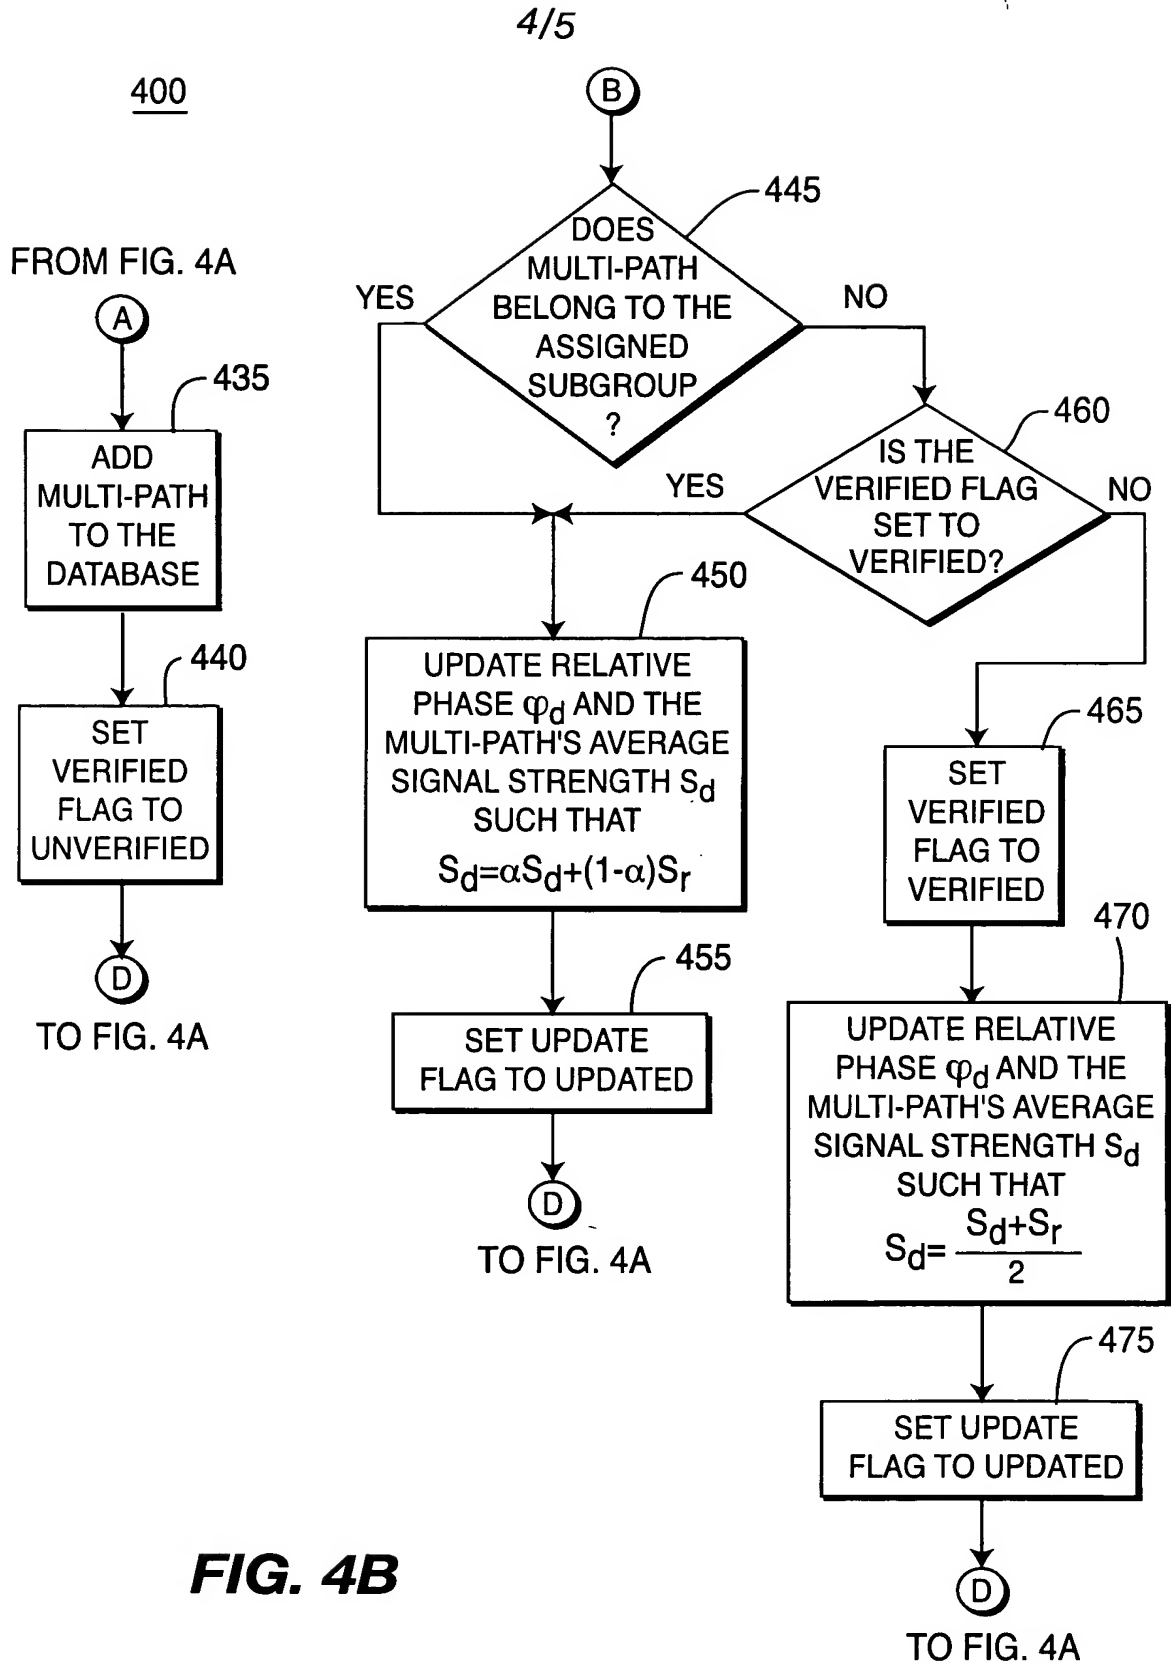 4/5
400
B
445
DOES
MULTI-PATH
BELONG TO THE
ASSIGNED
SUBGROUP
?
YES
NO
FROM FIG. 4A
A
435
ADD
MULTI-PATH
TO THE
DATABASE
440
SET
VERIFIED
FLAG TO
UNVERIFIED
D
TO FIG. 4A
460
IS THE
VERIFIED FLAG
SET TO
VERIFIED?
YES
NO
450
UPDATE RELATIVE
PHASE φd AND THE
MULTI-PATH'S AVERAGE
SIGNAL STRENGTH Sd
SUCH THAT
Sd=αSd+(1-α)Sr
455
SET UPDATE
FLAG TO UPDATED
D
TO FIG. 4A
465
SET
VERIFIED
FLAG TO
VERIFIED
470
UPDATE RELATIVE
PHASE φd AND THE
MULTI-PATH'S AVERAGE
SIGNAL STRENGTH Sd
SUCH THAT
Sd= Sd+Sr
2
475
SET UPDATE
FLAG TO UPDATED
D
TO FIG. 4A
FIG. 4B